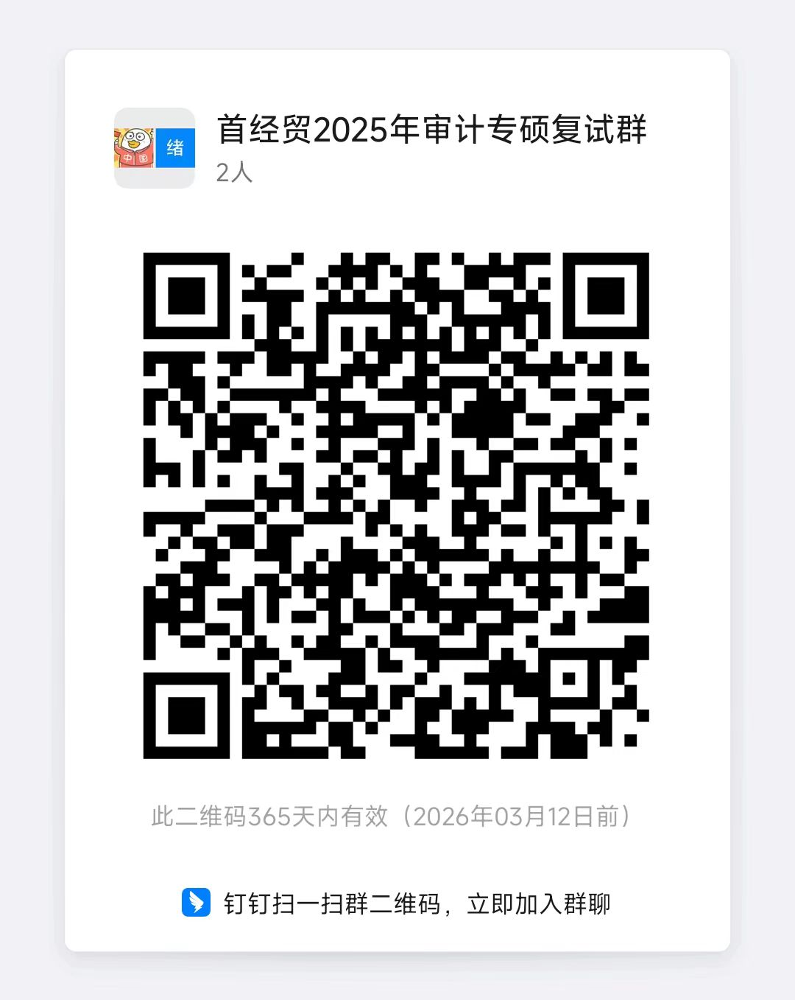 首经贸2025年审计专硕复试群
2人
绪
中国
此二维码365天内有效（2026年03月12日前）
钉钉扫一扫群二维码，立即加入群聊